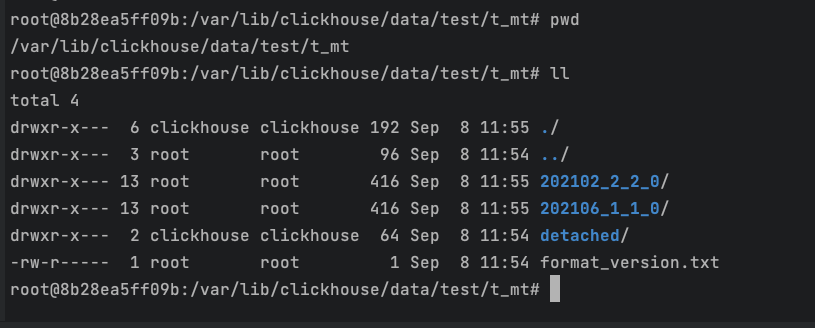 root@8b28ea5ff09b:/var/lib/clickhouse/data/test/t_mt# pwd
/var/lib/clickhouse/data/test/t_mt
root@8b28ea5ff09b:/var/lib/clickhouse/data/test/t_mt# ll
total 4
drwxr-x---  6 clickhouse clickhouse 192 Sep  8 11:55 ./
drwxr-x---  3 root       root        96 Sep  8 11:54 ../
drwxr-x--- 13 root       root       416 Sep  8 11:55 202102_2_2_0/
drwxr-x--- 13 root       root       416 Sep  8 11:54 202106_1_1_0/
drwxr-x---  2 clickhouse clickhouse  64 Sep  8 11:54 detached/
-rw-r-----  1 root       root         1 Sep  8 11:54 format_version.txt
root@8b28ea5ff09b:/var/lib/clickhouse/data/test/t_mt#